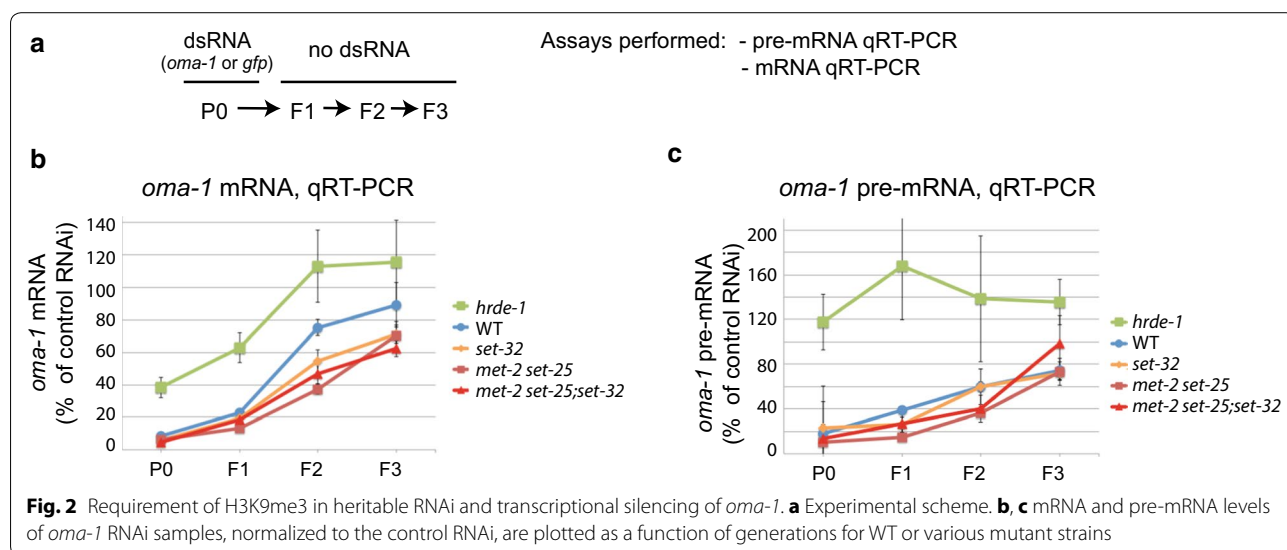 a
dsRNA
(oma-1 or gfp)
no dsRNA
P0 → F1 → F2 → F3
Assays performed: - pre-mRNA qRT-PCR
- mRNA qRT-PCR
b
oma-1 mRNA, qRT-PCR
oma-1 mRNA
(% of control RNAi)
140
120
100
80
60
40
20
0
P0 F1 F2 F3
hrde-1
WT
set-32
met-2 set-25
met-2 set-25;set-32
c
oma-1 pre-mRNA, qRT-PCR
oma-1 pre-mRNA
(% of control RNAi)
200
160
120
80
40
0
P0 F1 F2 F3
hrde-1
WT
set-32
met-2 set-25
met-2 set-25;set-32
Fig. 2 Requirement of H3K9me3 in heritable RNAi and transcriptional silencing of oma-1. a Experimental scheme. b, c mRNA and pre-mRNA levels
of oma-1 RNAi samples, normalized to the control RNAi, are plotted as a function of generations for WT or various mutant strains